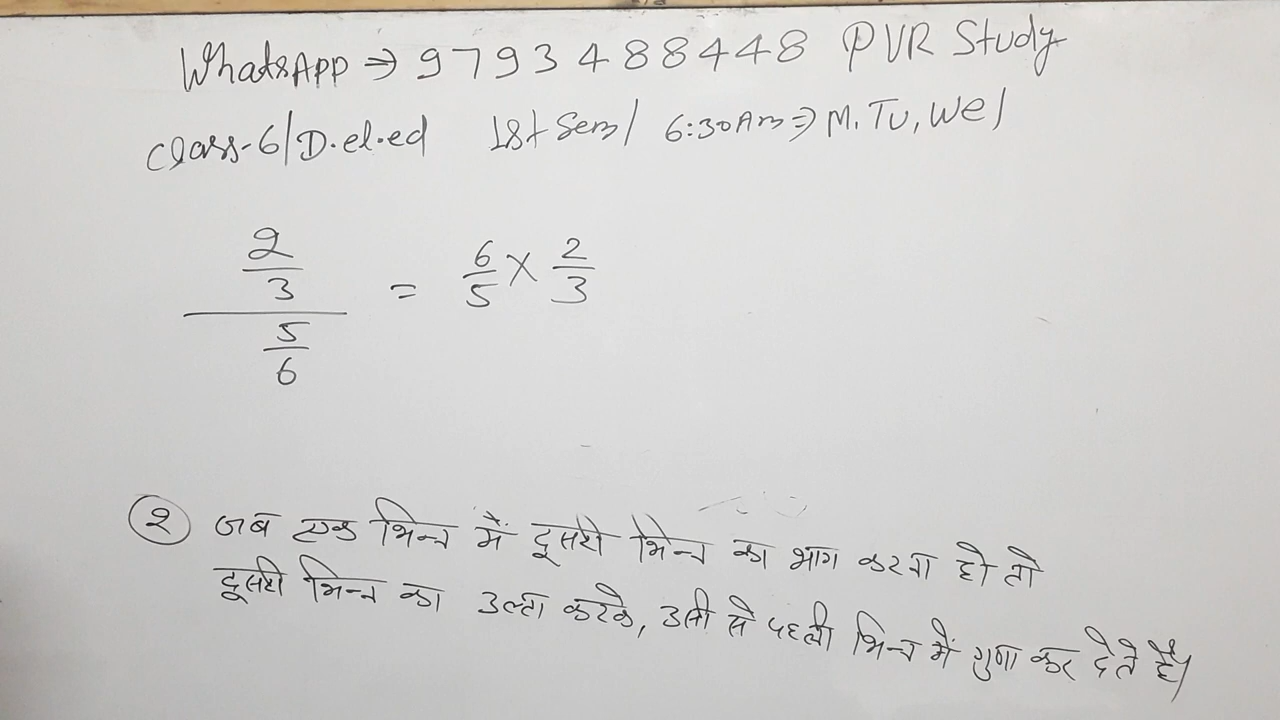 WhatsApp ⇒ 9793488448 PVR Study
Class-6/D.el.ed 1st Sem/ 6:30Am ⇒ M, Tu, We/
2/3 / 5/6 = 6/5 × 2/3
② जब एक भिन्न में दूसरी भिन्न का भाग करना हो तो
दूसरी भिन्न का उल्टा करके, उसी से पहली भिन्न में गुणा कर देते हैं।